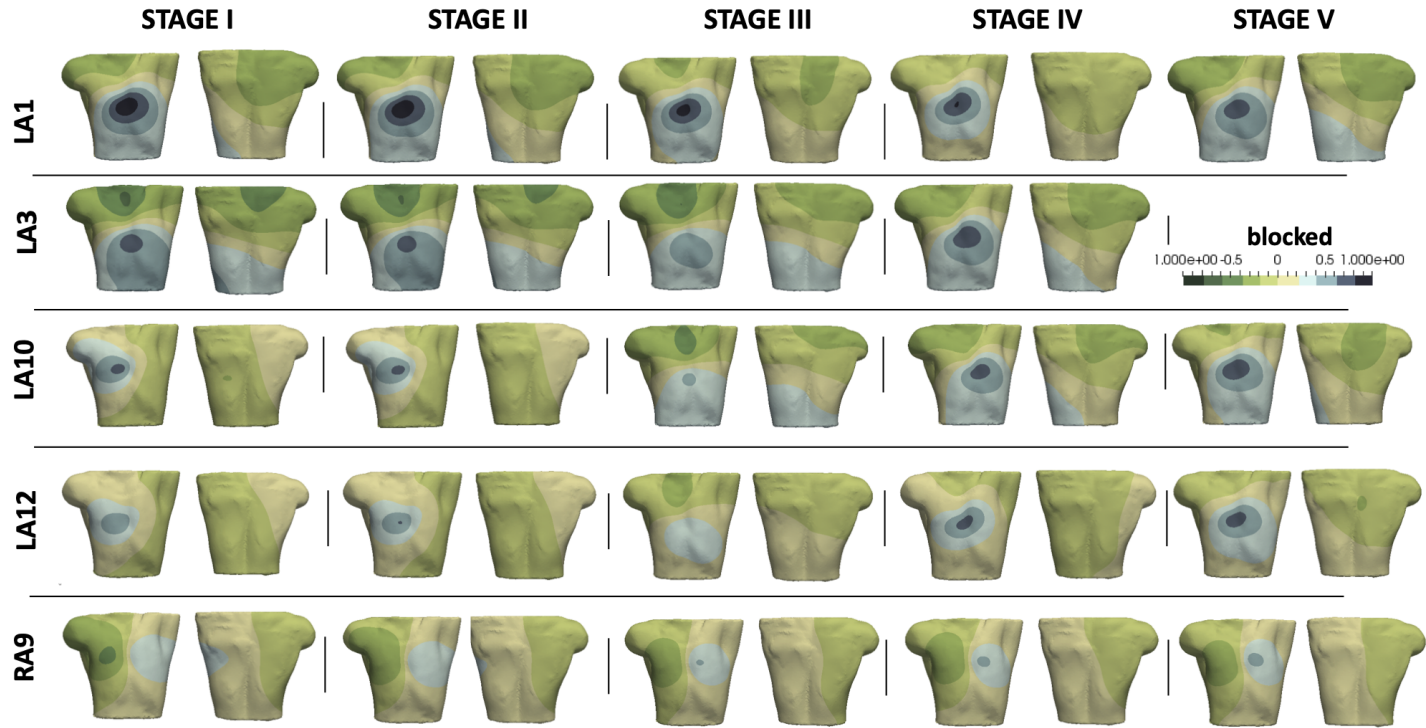 STAGE I STAGE II STAGE III STAGE IV STAGE V
LA1
LA3
blocked
1.000e+00 -0.5 0 0.5 1.000e+00
LA10
LA12
RA9